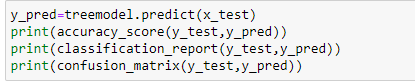 y_pred=treemodel.predict(x_test)
print(accuracy_score(y_test,y_pred))
print(classification_report(y_test,y_pred))
print(confusion_matrix(y_test,y_pred))